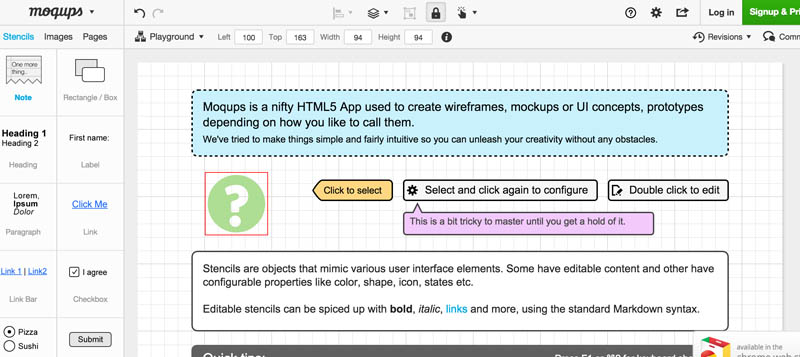 moqups
Log in
Signup & Pri
Stencils Images Pages
Playground
Left 100 Top 163 Width 94 Height 94
Revisions
Comm
One more
thing..
Note
Rectangle / Box
Heading 1
Heading 2
Heading
First name:
Label
Lorem,
Ipsum
Dolor
Paragraph
Click Me
Link
Link 1 | Link2
Link Bar
I agree
Checkbox
Pizza
Sushi
Submit
Moqups is a nifty HTML5 App used to create wireframes, mockups or UI concepts, prototypes
depending on how you like to call them.
We've tried to make things simple and fairly intuitive so you can unleash your creativity without any obstacles.
?
Click to select
Select and click again to configure
Double click to edit
This is a bit tricky to master until you get a hold of it.
Stencils are objects that mimic various user interface elements. Some have editable content and other have
configurable properties like color, shape, icon, states etc.
Editable stencils can be spiced up with bold, italic, links and more, using the standard Markdown syntax.
Quick tips:
available in the